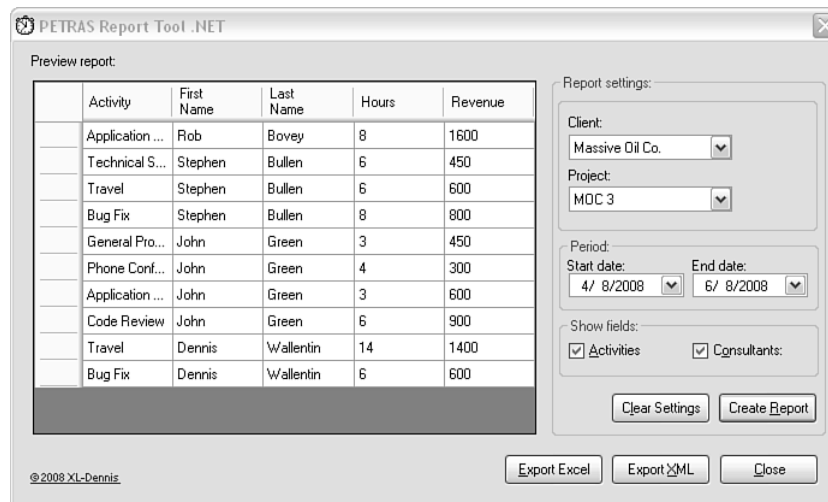 PETRAS Report Tool .NET
Preview report:
Activity First Name Last Name Hours Revenue
Application ... Rob Bovey 8 1600
Technical S... Stephen Bullen 6 450
Travel Stephen Bullen 6 600
Bug Fix Stephen Bullen 8 800
General Pro... John Green 3 450
Phone Conf... John Green 4 300
Application ... John Green 3 600
Code Review John Green 6 900
Travel Dennis Wallentin 14 1400
Bug Fix Dennis Wallentin 6 600
Report settings:
Client:
Massive Oil Co.
Project:
MOC 3
Period:
Start date: End date:
4/ 8/2008 6/ 8/2008
Show fields:
Activities Consultants:
Clear Settings Create Report
©2008 XL-Dennis
Export Excel Export XML Close